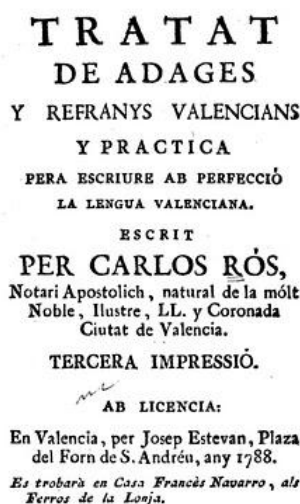 TRATAT
DE ADAGES
Y REFRANYS VALENCIANS
Y PRACTICA
PERA ESCRIURE AB PERFECCIÓ
LA LENGUA VALENCIANA.
ESCRIT
PER CARLOS RÓS,
Notari Apostolich, natural de la mólt
Noble, Ilustre, LL. y Coronada
Ciutat de Valencia.
TERCERA IMPRESSIÓ.
AB LICENCIA:
En Valencia, per Josep Estevan, Plaza
del Forn de S. Andréu, any 1788.
Es trobará en Casa Francés Navarro, als
Ferros de la Lonja.